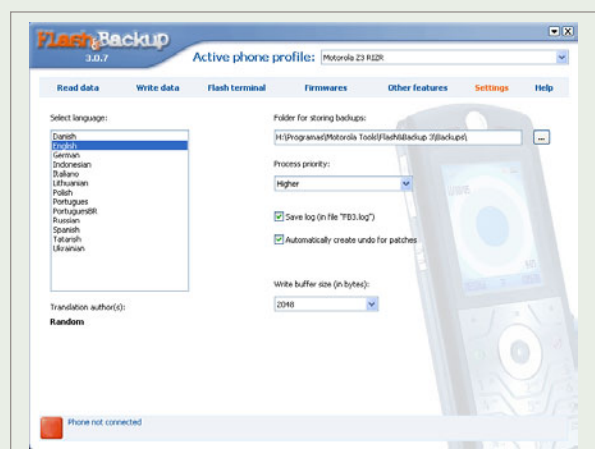 Flash&Backup
3.0.7
Active phone profile: Motorola Z3 RIZR
Read data Write data Flash terminal Firmwares Other features Settings Help
Select language:
Danish
English
German
Indonesian
Italiano
Lithuanian
Polish
Portugues
PortuguesBR
Russian
Spanish
Tatarish
Ukrainian
Translation author(s):
Random
Folder for storing backups:
H:\Programas\Motorola Tools\Flash&Backup 3\Backups\
...
Process priority:
Higher
Save log (in file "FB3.log")
Automatically create undo for patches
Write buffer size (in bytes):
2048
Phone not connected